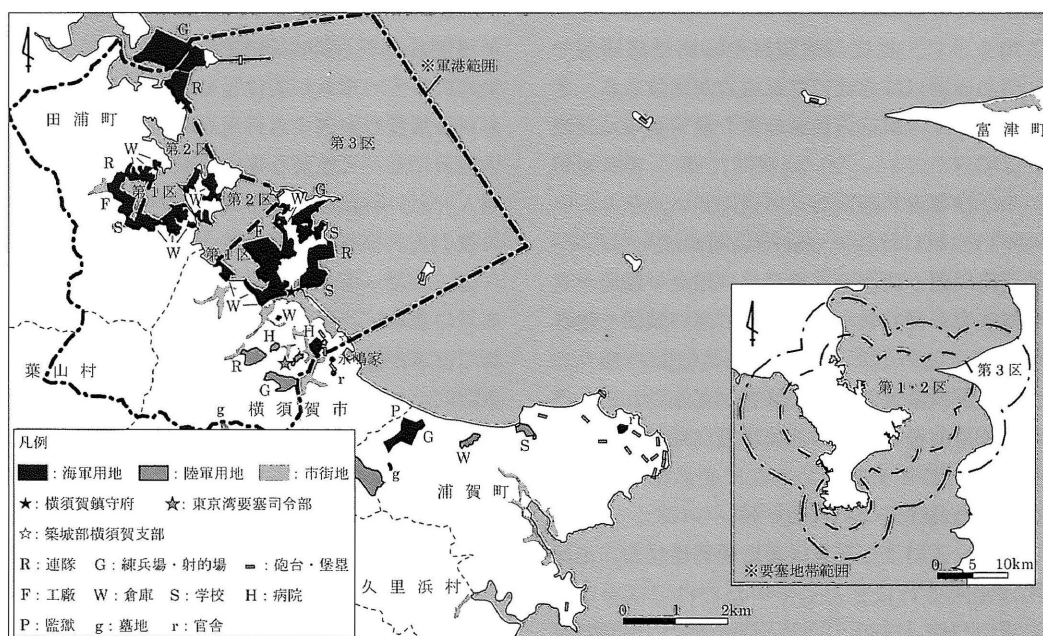 G
※軍港範囲
R
田浦町
富津町
第2区
第3区
W
R
第1区
W
第2区
W
G
F
S
F
S
R
W
第1区
W
S
W
H
H
永嶋家
R
r
G
葉山村
横須賀市
g
P
G
W
S
r
g
浦賀町
久里浜村
0 1 2km
第3区
第1・2区
0 5 10km
※要塞地帯範囲
凡例
:海軍用地 :陸軍用地 :市街地
★:横須賀鎮守府 :東京湾要塞司令部
☆:築城部横須賀支部
R:連隊 G:練兵場・射的場 :砲台・堡塁
F:工廠 W:倉庫 S:学校 H:病院
P:監獄 g:墓地 r:官舎